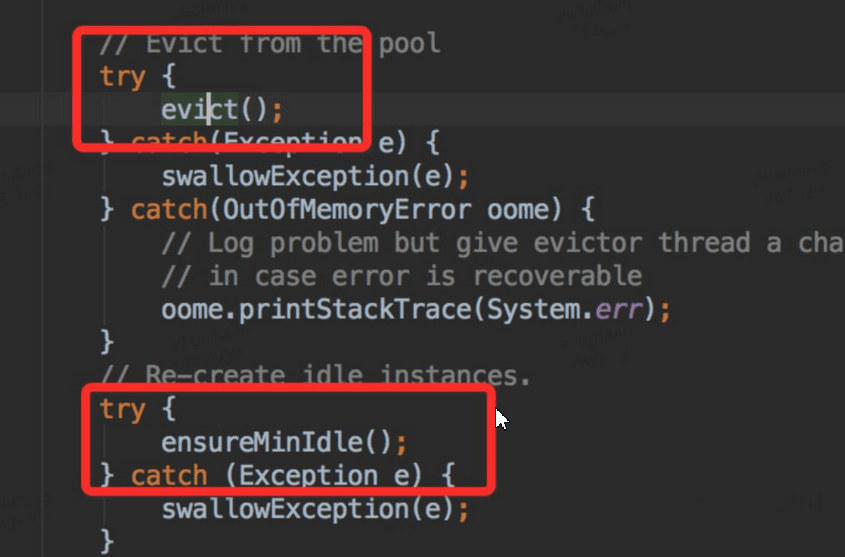 // Evict from the pool
try {
evict();
} catch(Exception e) {
swallowException(e);
} catch(OutOfMemoryError oome) {
// Log problem but give evictor thread a cha
// in case error is recoverable
oome.printStackTrace(System.err);
}
// Re-create idle instances.
try {
ensureMinIdle();
} catch (Exception e) {
swallowException(e);
}